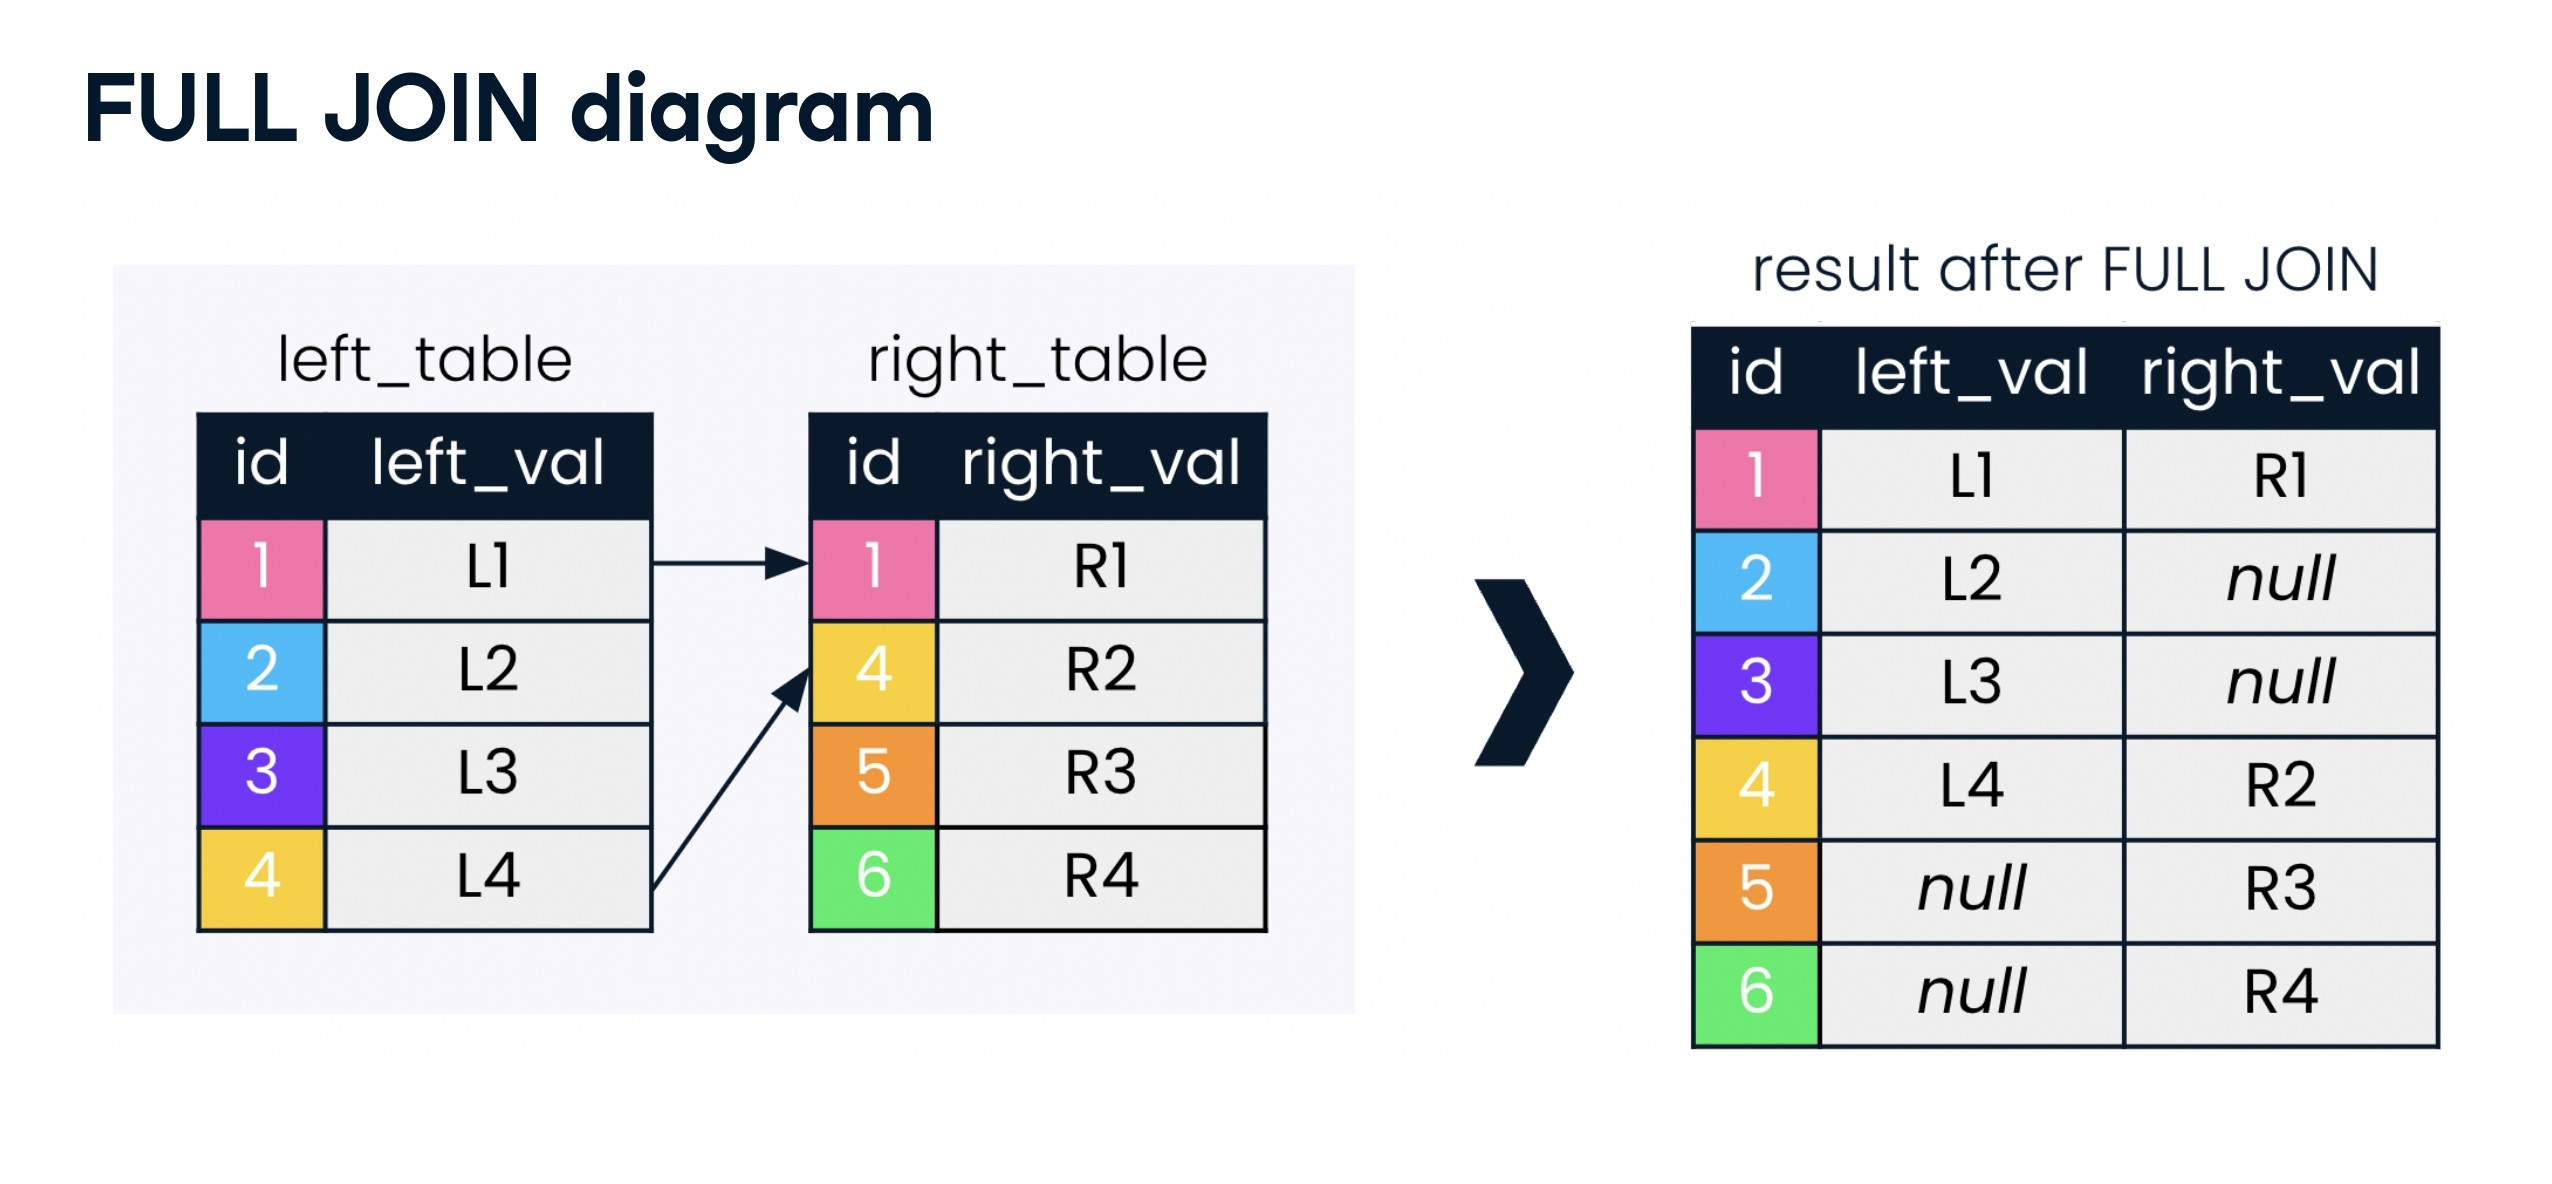 FULL JOIN diagram
left_table
id left_val
1 L1
2 L2
3 L3
4 L4
right_table
id right_val
1 R1
4 R2
5 R3
6 R4
result after FULL JOIN
id left_val right_val
1 L1 R1
2 L2 null
3 L3 null
4 L4 R2
5 null R3
6 null R4